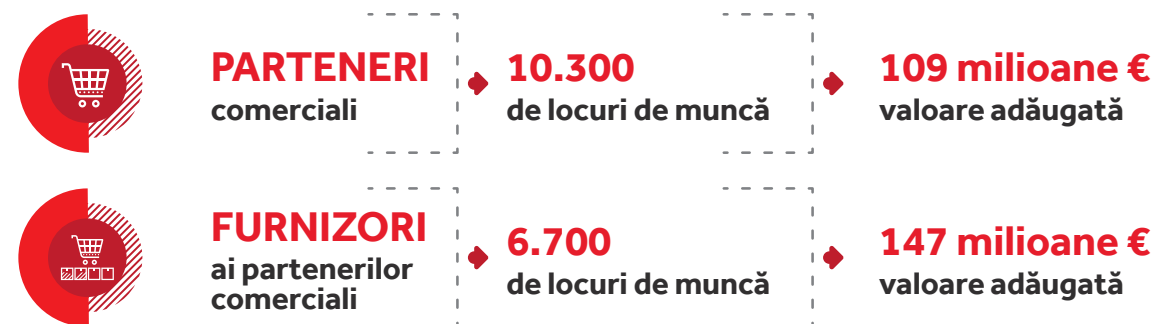 PARTENERI
comerciali
10.300
de locuri de muncă
109 milioane €
valoare adăugată
FURNIZORI
ai partenerilor
comerciali
6.700
de locuri de muncă
147 milioane €
valoare adăugată